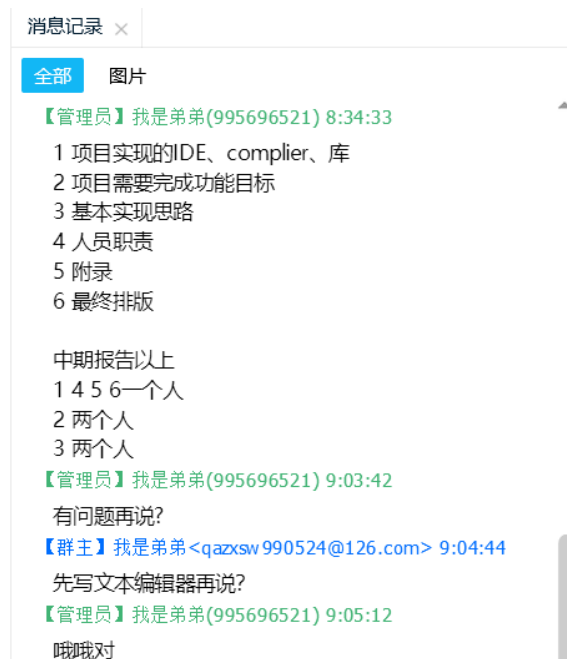 消息记录 ×
全部 图片
【管理员】我是弟弟(995696521) 8:34:33
1 项目实现的IDE、complier、库
2 项目需要完成功能目标
3 基本实现思路
4 人员职责
5 附录
6 最终排版
中期报告以上
1 4 5 6一个人
2 两个人
3 两个人
【管理员】我是弟弟(995696521) 9:03:42
有问题再说?
【群主】我是弟弟<qazxsw990524@126.com> 9:04:44
先写文本编辑器再说?
【管理员】我是弟弟(995696521) 9:05:12
哦哦对